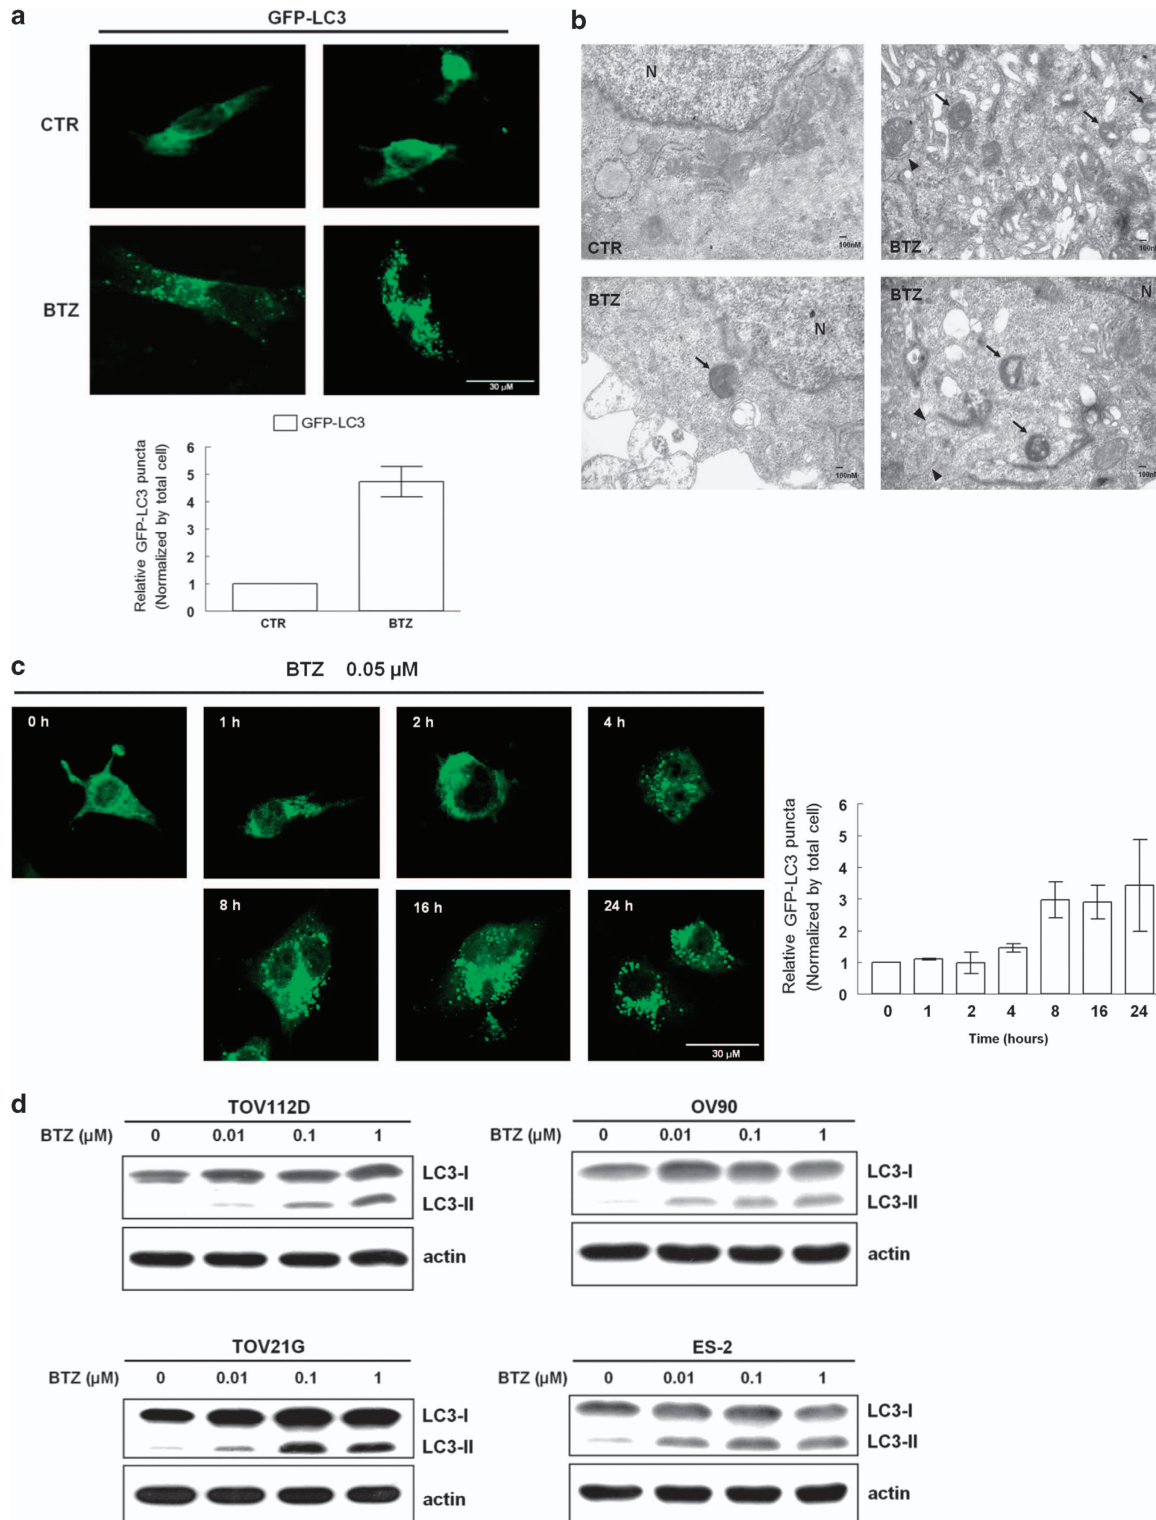 a
GFP-LC3
CTR
BTZ
30 µM
GFP-LC3
Relative GFP-LC3 puncta
(Normalized by total cell)
6
5
4
3
2
1
0
CTR
BTZ
b
N
CTR
100nM
BTZ
100nM
BTZ
N
100nM
BTZ
N
100nM
c
BTZ 0.05 µM
0 h
1 h
2 h
4 h
8 h
16 h
24 h
30 µM
Relative GFP-LC3 puncta
(Normalized by total cell)
6
5
4
3
2
1
0
0 1 2 4 8 16 24
Time (hours)
d
TOV112D
BTZ (µM) 0 0.01 0.1 1
LC3-I
LC3-II
actin
OV90
BTZ (µM) 0 0.01 0.1 1
LC3-I
LC3-II
actin
TOV21G
BTZ (µM) 0 0.01 0.1 1
LC3-I
LC3-II
actin
ES-2
BTZ (µM) 0 0.01 0.1 1
LC3-I
LC3-II
actin